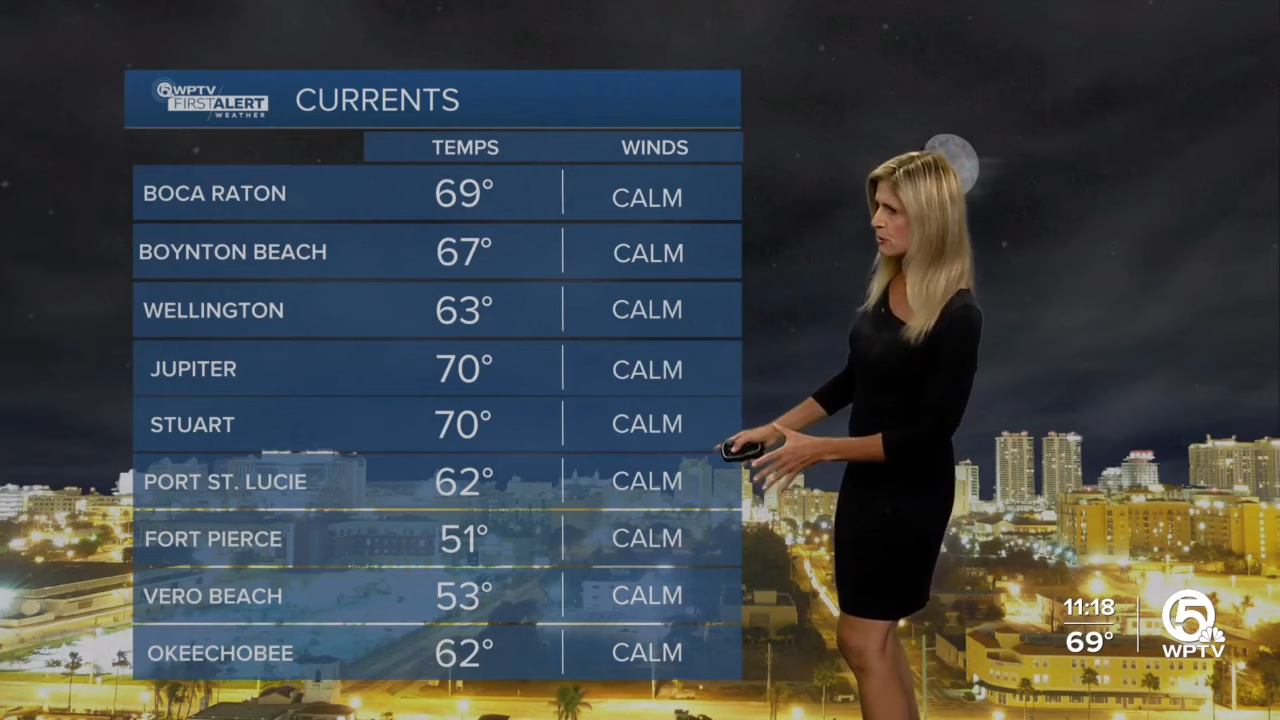 5 WPTV
FIRST ALERT
WEATHER
CURRENTS
TEMPS WINDS
BOCA RATON 69° CALM
BOYNTON BEACH 67° CALM
WELLINGTON 63° CALM
JUPITER 70° CALM
STUART 70° CALM
PORT ST. LUCIE 62° CALM
FORT PIERCE 51° CALM
VERO BEACH 53° CALM
OKEECHOBEE 62° CALM
11:18
69°
5
WPTV